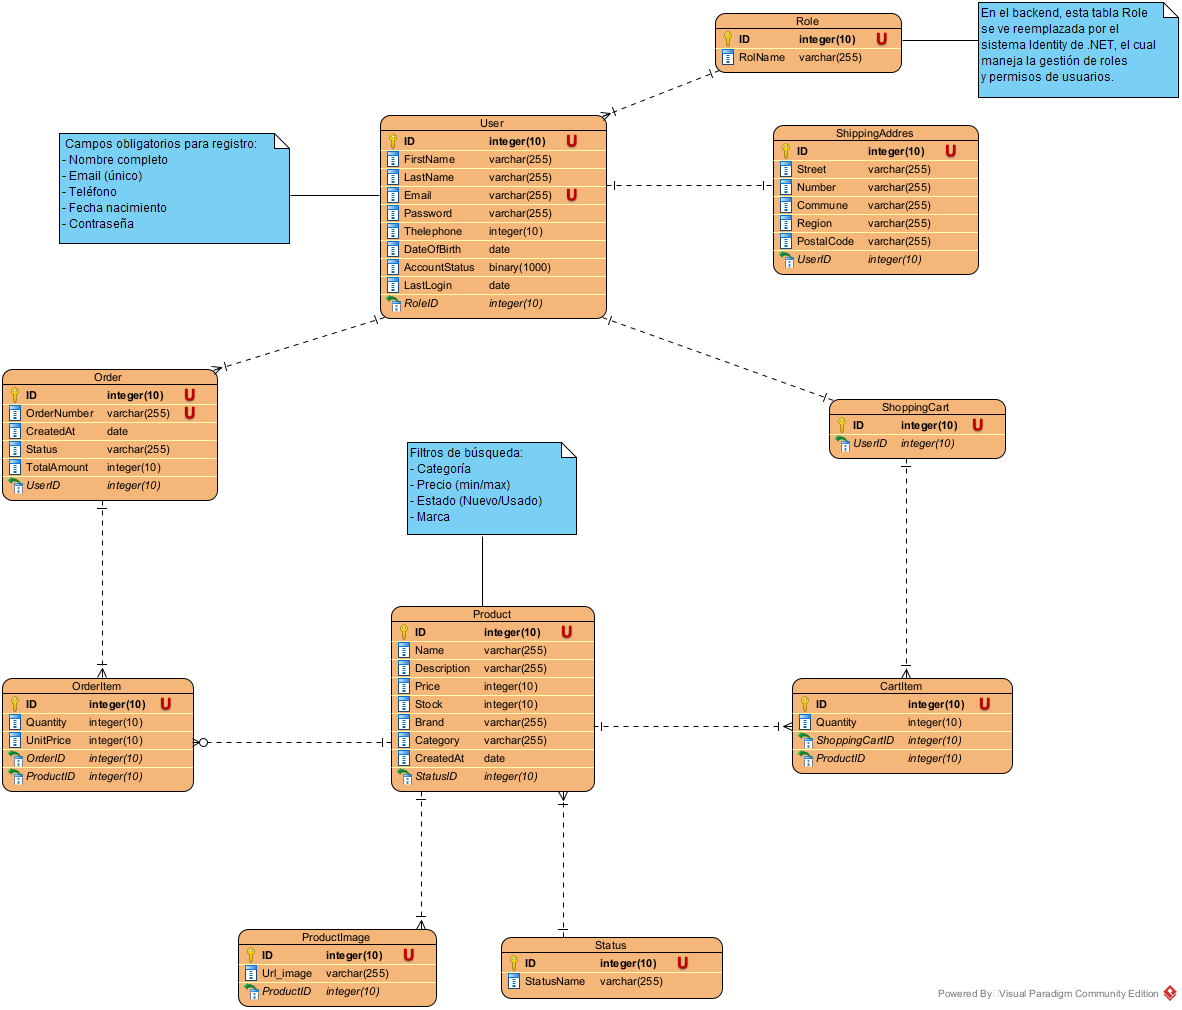 Role
ID integer(10) U
RolName varchar(255)
En el backend, esta tabla Role
se ve reemplazada por el
sistema Identity de .NET, el cual
maneja la gestión de roles
y permisos de usuarios.
Campos obligatorios para registro:
- Nombre completo
- Email (único)
- Teléfono
- Fecha nacimiento
- Contraseña
User
ID integer(10) U
FirstName varchar(255)
LastName varchar(255)
Email varchar(255) U
Password varchar(255)
Thelephone integer(10)
DateOfBirth date
AccountStatus binary(1000)
LastLogin date
RoleID integer(10)
ShippingAddres
ID integer(10) U
Street varchar(255)
Number varchar(255)
Commune varchar(255)
Region varchar(255)
PostalCode varchar(255)
UserID integer(10)
Order
ID integer(10) U
OrderNumber varchar(255) U
CreatedAt date
Status varchar(255)
TotalAmount integer(10)
UserID integer(10)
ShoppingCart
ID integer(10) U
UserID integer(10)
Filtros de búsqueda:
- Categoría
- Precio (min/max)
- Estado (Nuevo/Usado)
- Marca
Product
ID integer(10) U
Name varchar(255)
Description varchar(255)
Price integer(10)
Stock integer(10)
Brand varchar(255)
Category varchar(255)
CreatedAt date
StatusID integer(10)
OrderItem
ID integer(10) U
Quantity integer(10)
UnitPrice integer(10)
OrderID integer(10)
ProductID integer(10)
CartItem
ID integer(10) U
Quantity integer(10)
ShoppingCartID integer(10)
ProductID integer(10)
ProductImage
ID integer(10) U
Url_image varchar(255)
ProductID integer(10)
Status
ID integer(10) U
StatusName varchar(255)
Powered By Visual Paradigm Community Edition